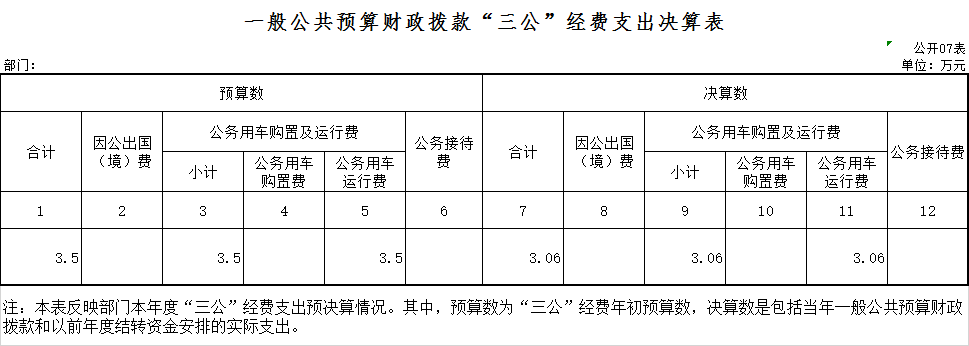 一般公共预算财政拨款“三公”经费支出决算表
公开07表
部门： 单位：万元
预算数 决算数
合计 因公出国（境）费 公务用车购置及运行费 公务接待费 合计 因公出国（境）费 公务用车购置及运行费 公务接待费
小计 公务用车购置费 公务用车运行费 小计 公务用车购置费 公务用车运行费
1 2 3 4 5 6 7 8 9 10 11 12
3.5 3.5 3.5 3.06 3.06 3.06
注：本表反映部门本年度“三公”经费支出预决算情况。其中，预算数为“三公”经费年初预算数，决算数是包括当年一般公共预算财政
拨款和以前年度结转资金安排的实际支出。